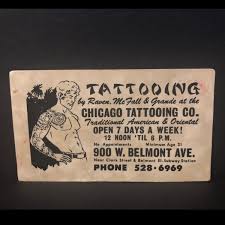 TATTOOING
by Raven, McFall & Grande at the
CHICAGO TATTOOING CO.
Traditional American & Oriental
OPEN 7 DAYS A WEEK!
12 NOON 'TIL 6 P.M.
No Appointments Minimum Age 21
900 W. BELMONT AVE.
Near Clark Street & Belmont El-Subway Station
PHONE 528-6969